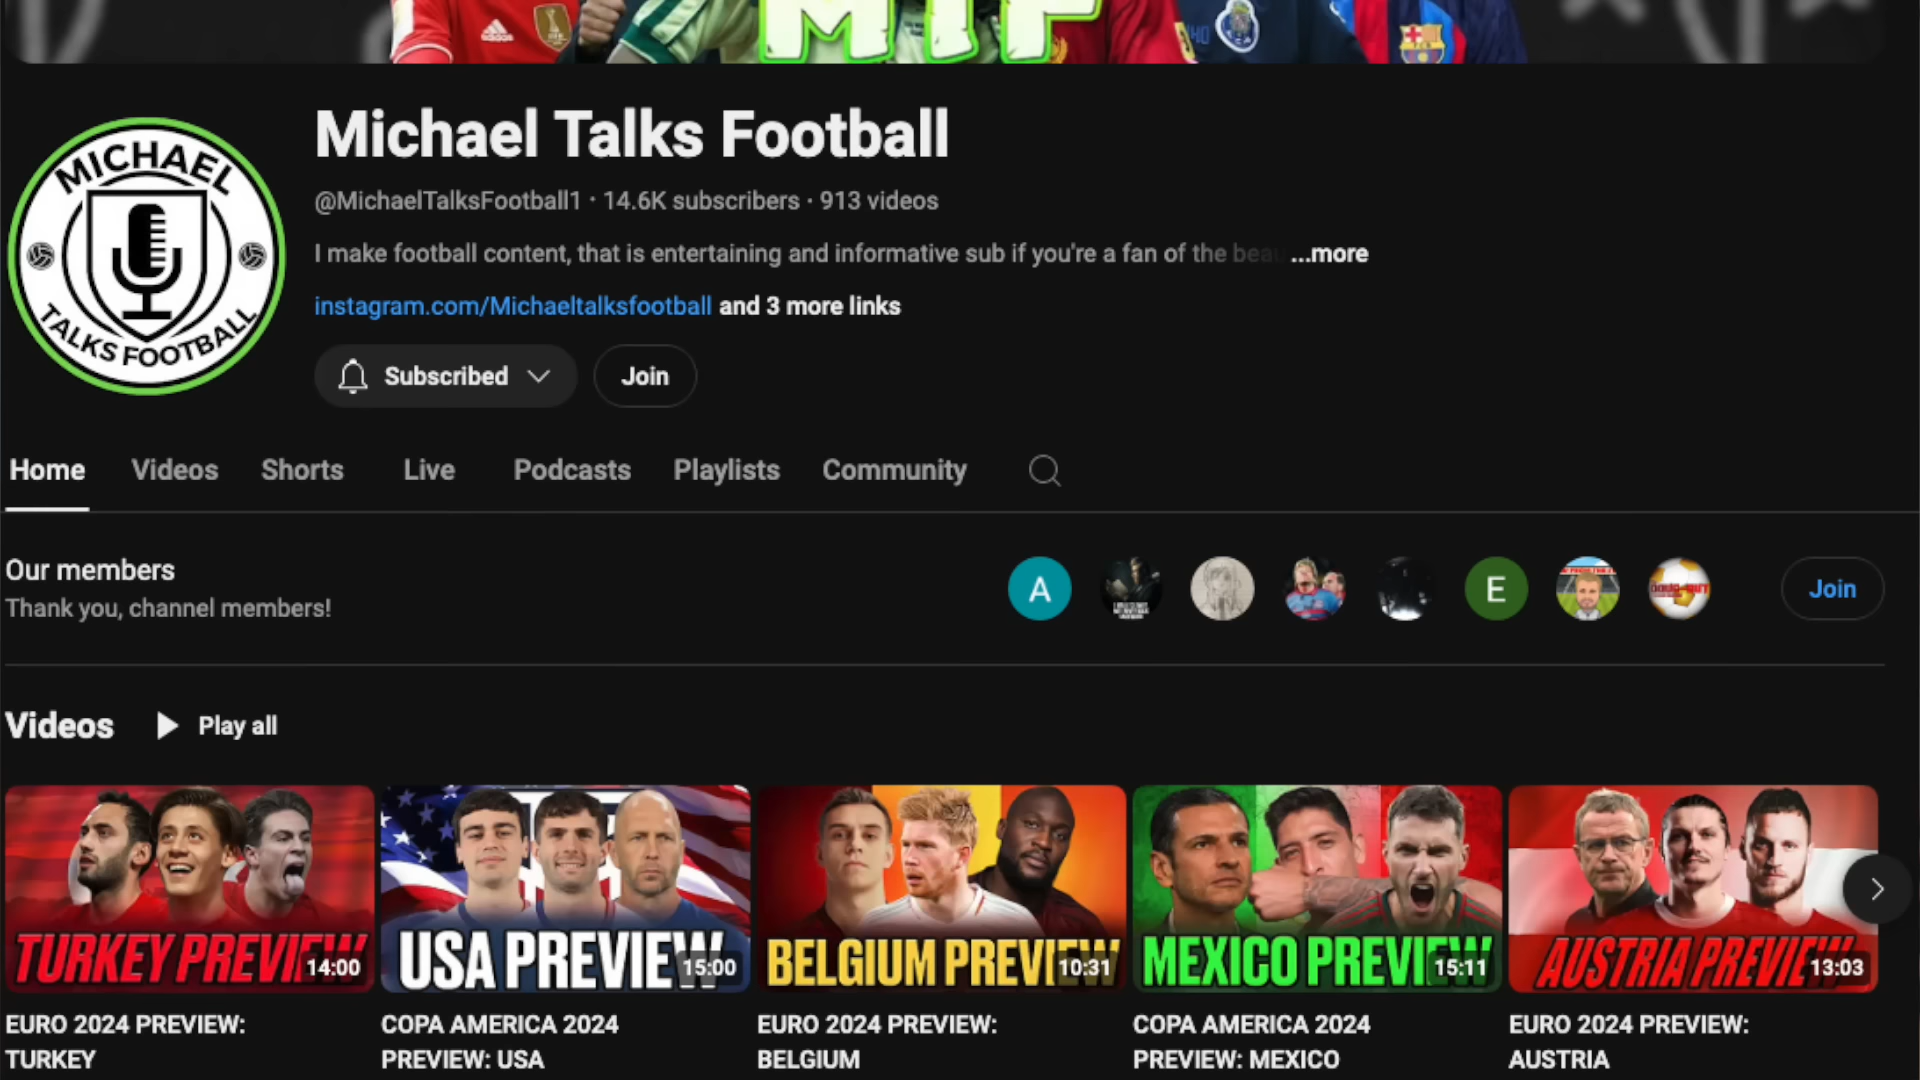 MTF
adidas
MICHAEL
TALKS FOOTBALL
Michael Talks Football
@MichaelTalksFootball1 · 14.6K subscribers · 913 videos
I make football content, that is entertaining and informative sub if you're a fan of the beau ...more
instagram.com/Michaeltalksfootball and 3 more links
Subscribed
Join
Home Videos Shorts Live Podcasts Playlists Community
Our members
Thank you, channel members!
A
E
Join
Videos Play all
TURKEY PREVIEW 14:00
USA PREVIEW 15:00
BELGIUM PREVIEW 10:31
MEXICO PREVIEW 15:11
AUSTRIA PREVIEW 13:03
EURO 2024 PREVIEW:
TURKEY
COPA AMERICA 2024
PREVIEW: USA
EURO 2024 PREVIEW:
BELGIUM
COPA AMERICA 2024
PREVIEW: MEXICO
EURO 2024 PREVIEW:
AUSTRIA